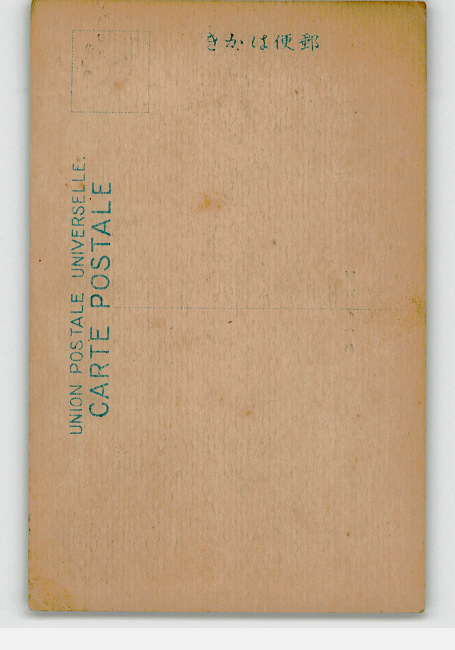 郵便はかき
UNION POSTALE UNIVERSELLE.
CARTE POSTALE